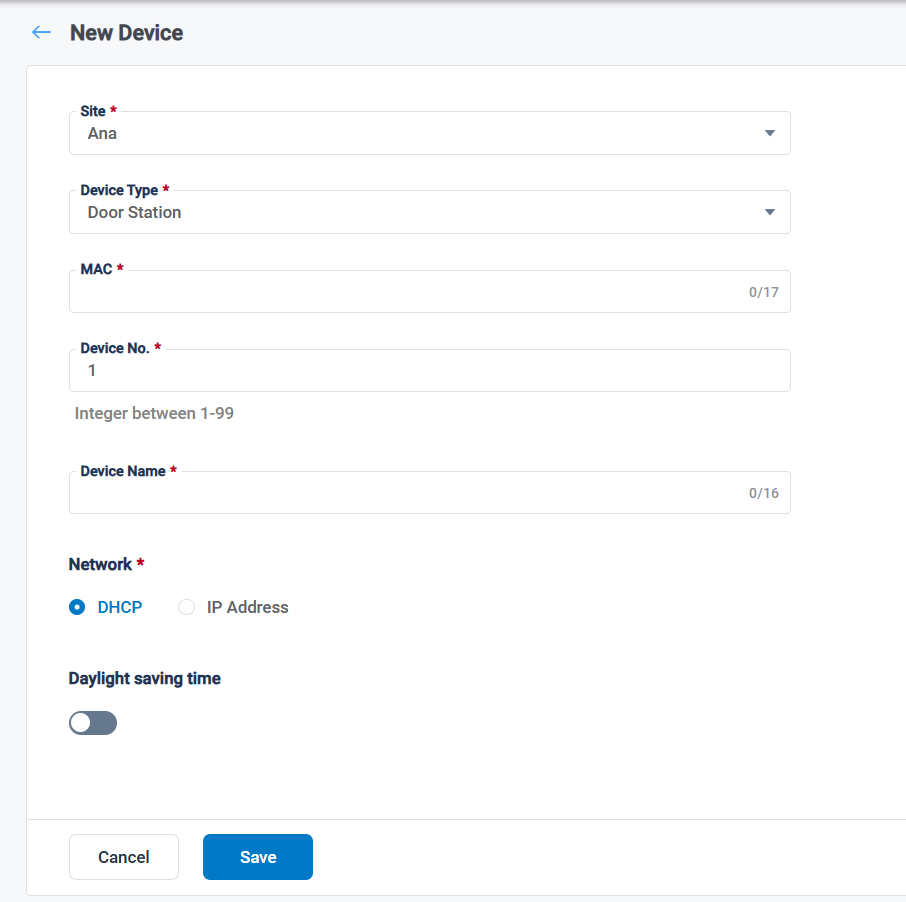 New Device
Site *
Ana
Device Type *
Door Station
MAC *
0/17
Device No. *
1
Integer between 1-99
Device Name *
0/16
Network *
DHCP IP Address
Daylight saving time
Cancel Save